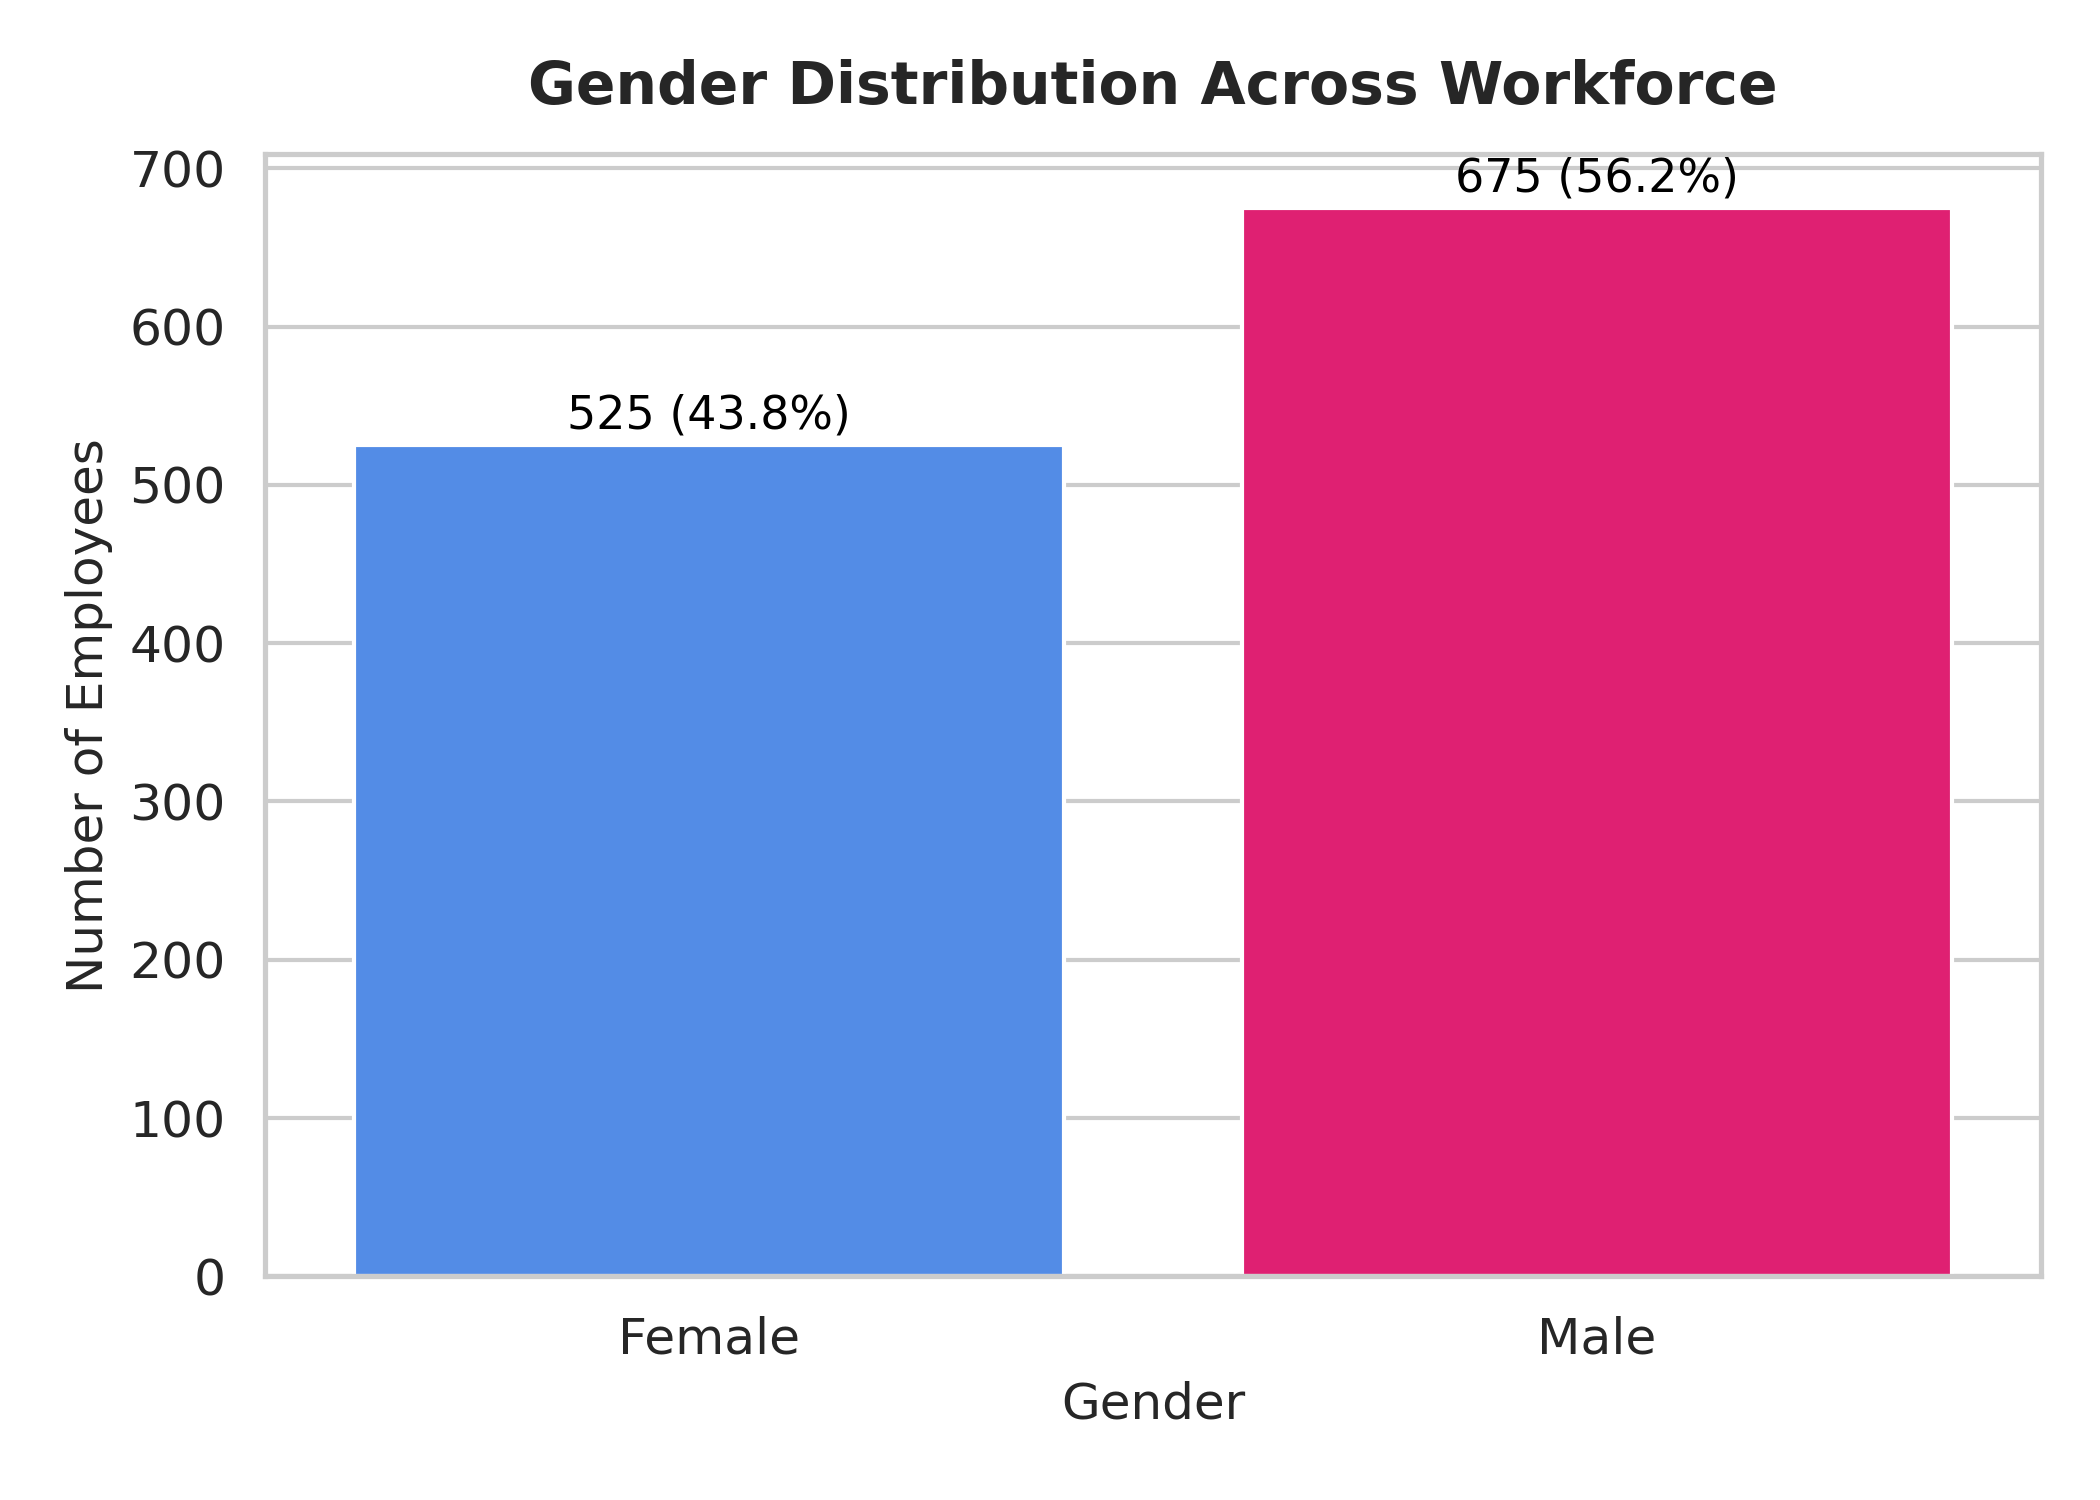 Gender Distribution Across Workforce
700
675 (56.2%)
600
525 (43.8%)
500
400
300
200
100
0
Number of Employees
Female
Male
Gender